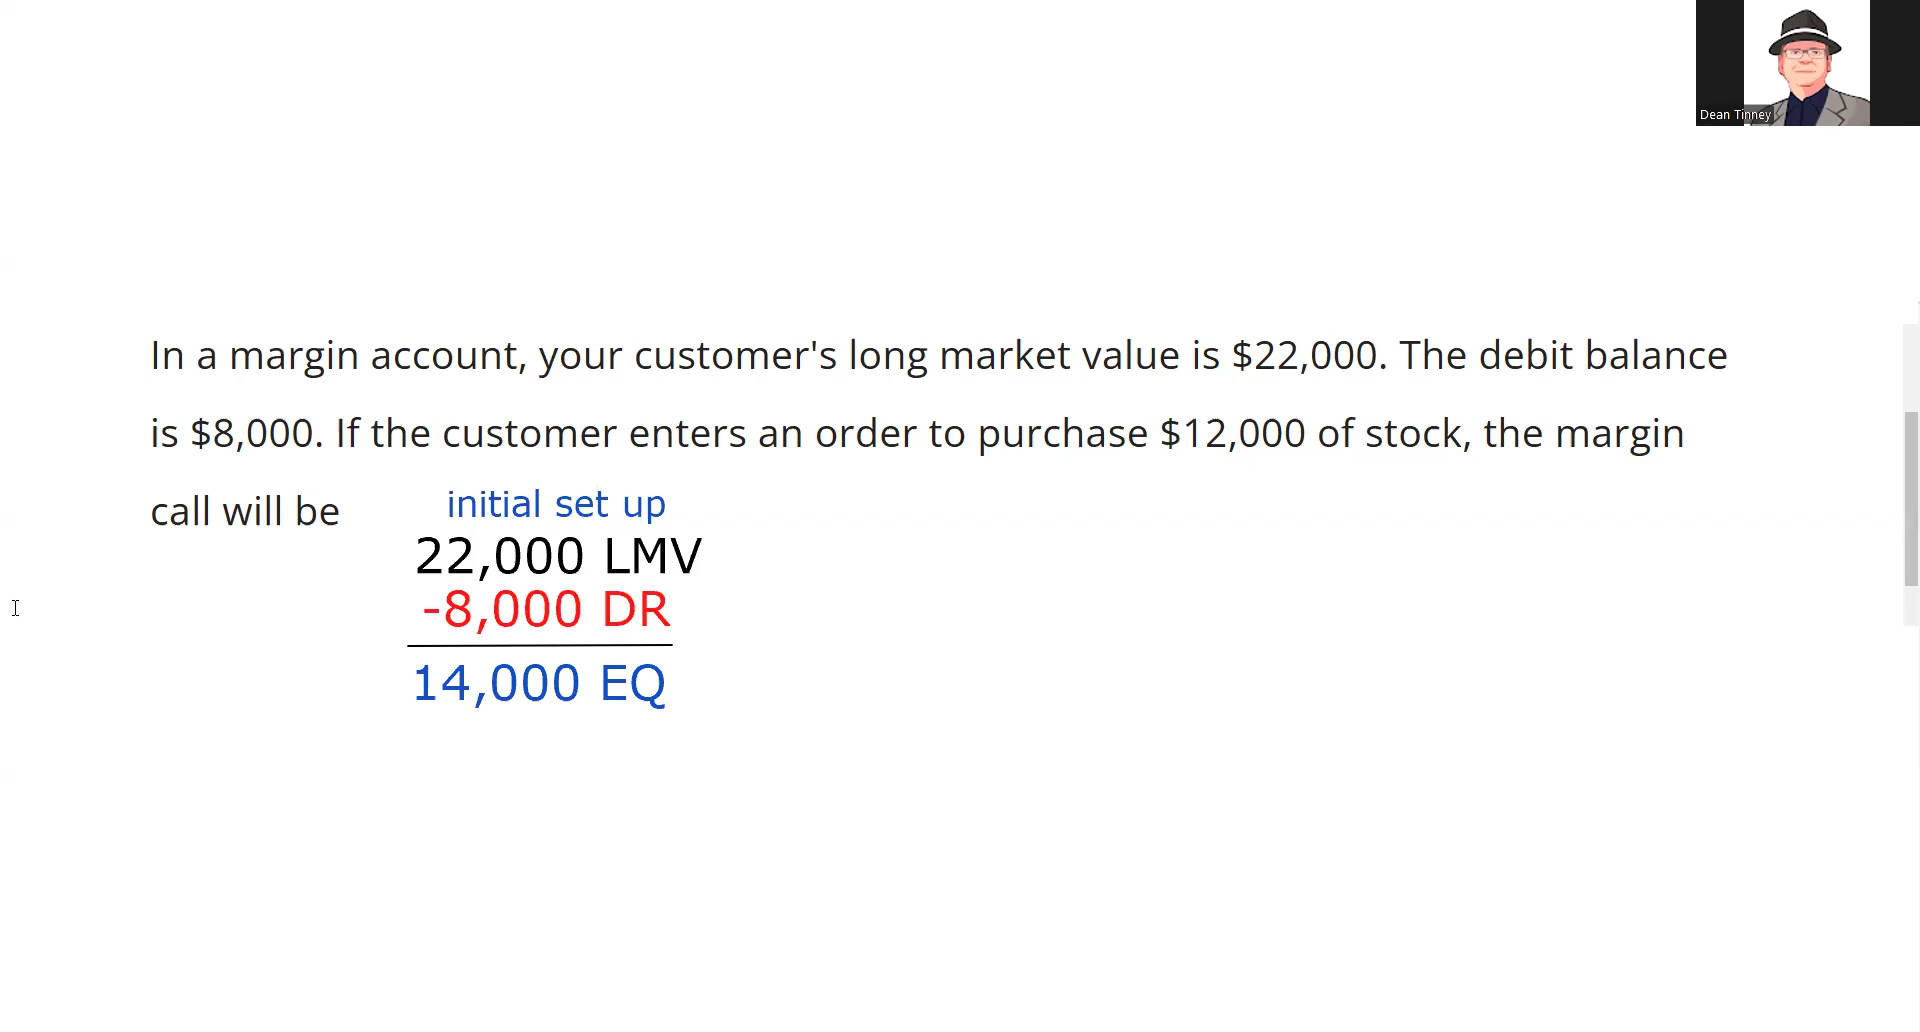 Dean Tinney
In a margin account, your customer's long market value is $22,000. The debit balance
is $8,000. If the customer enters an order to purchase $12,000 of stock, the margin
call will be
initial set up
22,000 LMV
-8,000 DR
14,000 EQ